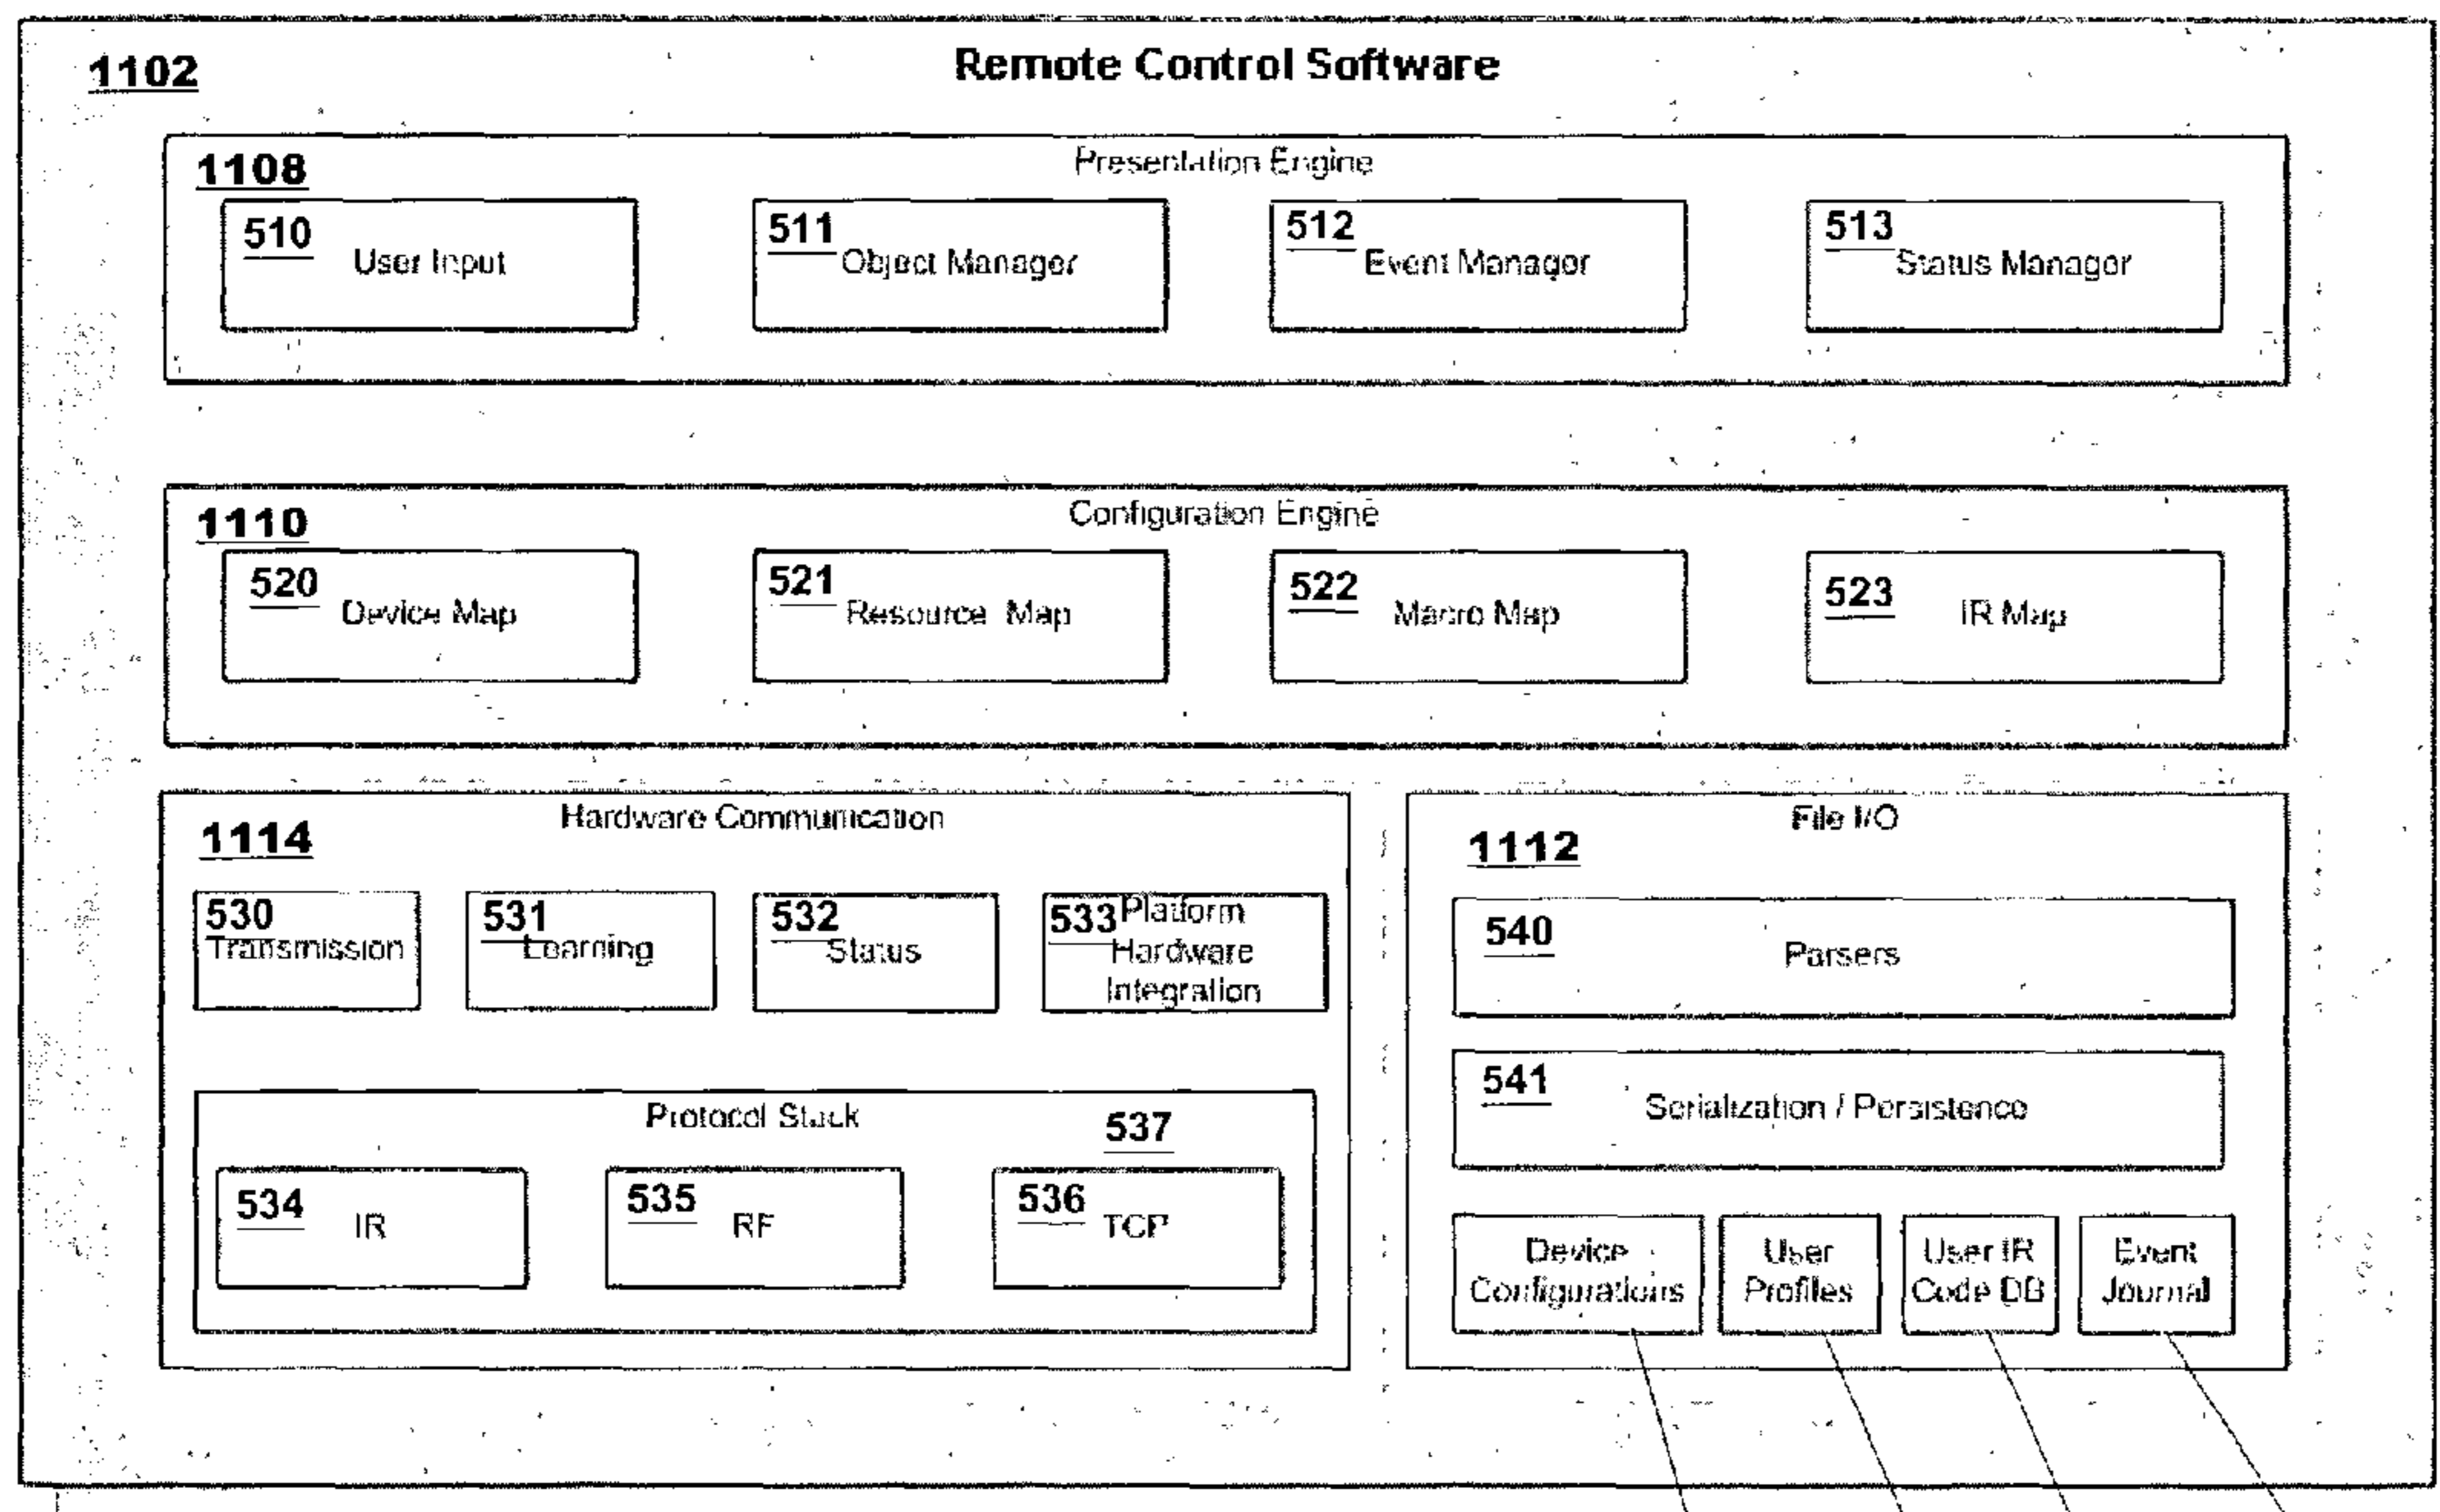 1102
Remote Control Software
1108
Presentation Engine
510
User Input
511
Object Manager
512
Event Manager
513
Status Manager
1110
Configuration Engine
520
Device Map
521
Resource Map
522
Macro Map
523
IR Map
1114
Hardware Communication
530
Transmission
531
Learning
532
Status
533
Platform
Hardware
Integration
Protocol Stack
537
534
IR
535
RF
536
TCP
File I/O
1112
540
Parsers
541
Serialization / Persistence
Device
Configurations
User
Profiles
User IR
Code DB
Event
Journal